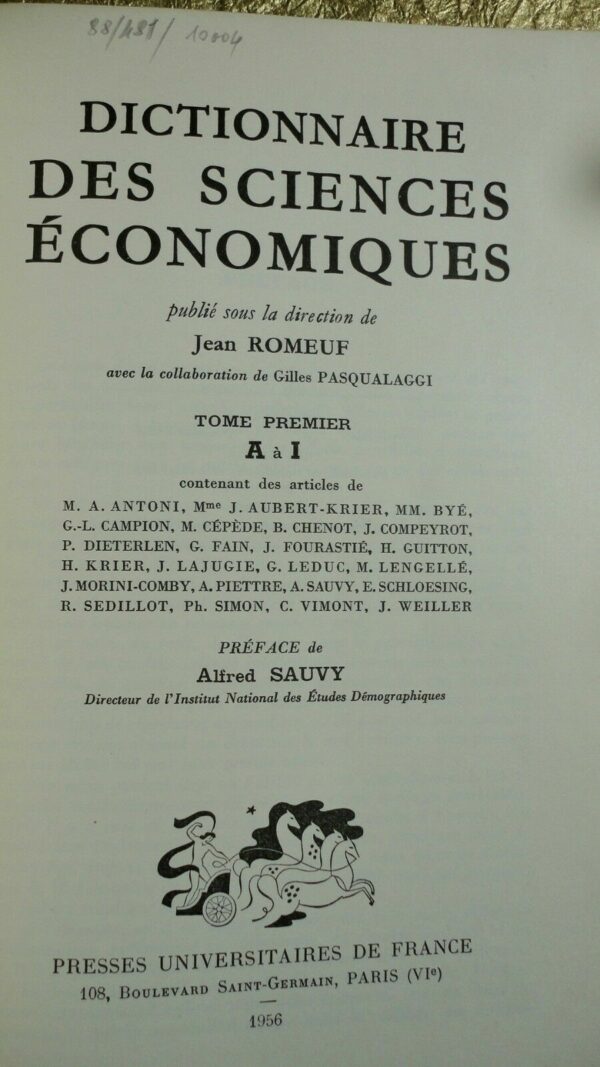 88/481/ 10004
DICTIONNAIRE
DES SCIENCES
ÉCONOMIQUES
publié sous la direction de
Jean ROMEUF
avec la collaboration de Gilles PASQUALAGGI
TOME PREMIER
A à I
contenant des articles de
M. A. ANTONI, Mme J. AUBERT-KRIER, MM. BYÉ,
G.-L. CAMPION, M. CÉPÈDE, B. CHENOT, J. COMPEYROT,
P. DIETERLEN, G. FAIN, J. FOURASTIÉ, H. GUITTON,
H. KRIER, J. LAJUGIE, G. LEDUC, M. LENGELLÉ,
J. MORINI-COMBY, A. PIETTRE, A. SAUVY, E. SCHLOESING,
R. SEDILLOT, Ph. SIMON, C. VIMONT, J. WEILLER
PRÉFACE de
Alfred SAUVY
Directeur de l'Institut National des Études Démographiques
PRESSES UNIVERSITAIRES DE FRANCE
108, BOULEVARD SAINT-GERMAIN, PARIS (VIe)
1956